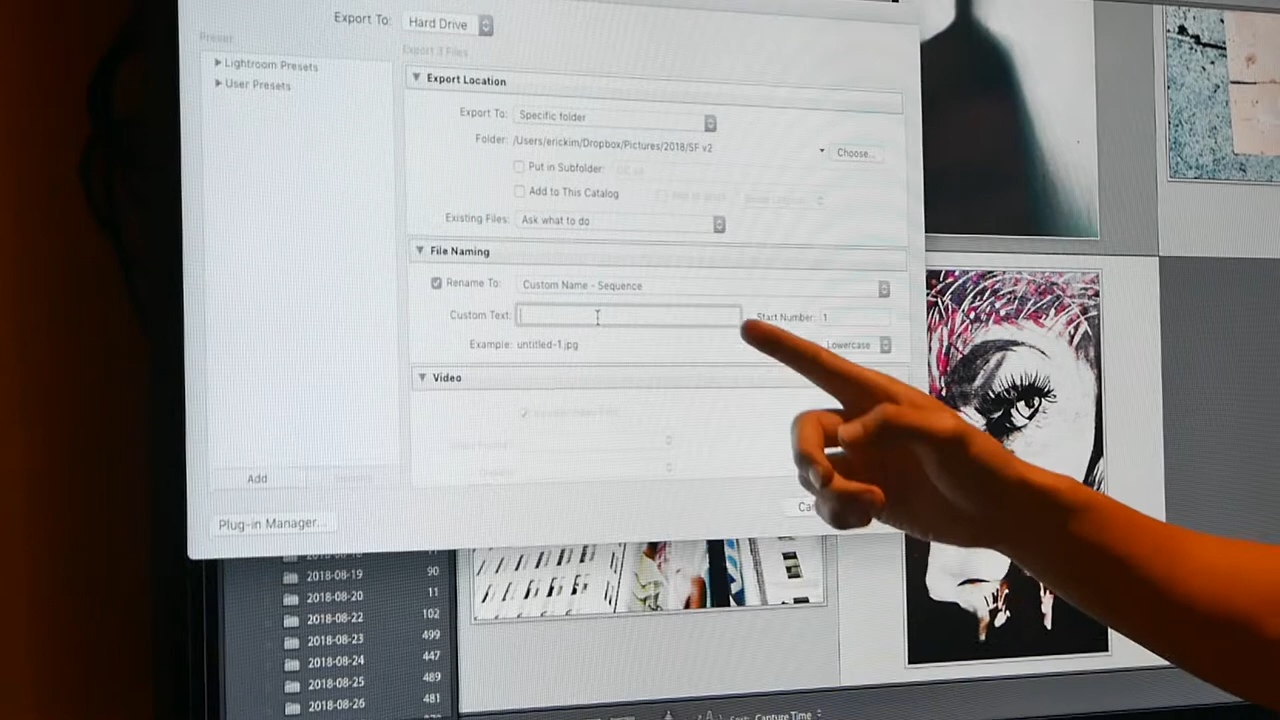 Export To: Hard Drive
Preset
Export 3 Files
Lightroom Presets
User Presets
Export Location
Export To: Specific folder
Folder: /Users/erickim/Dropbox/Pictures/2018/SF v2
Choose...
Put in Subfolder:
Add to This Catalog
Existing Files: Ask what to do
File Naming
Rename To: Custom Name - Sequence
Custom Text:
Start Number: 1
Example: untitled-1.jpg
Lowercase
Video
Add
Plug-in Manager...
2018-08-19 90
2018-08-20 11
2018-08-22 102
2018-08-23 499
2018-08-24 447
2018-08-25 489
2018-08-26 481
Capture Time